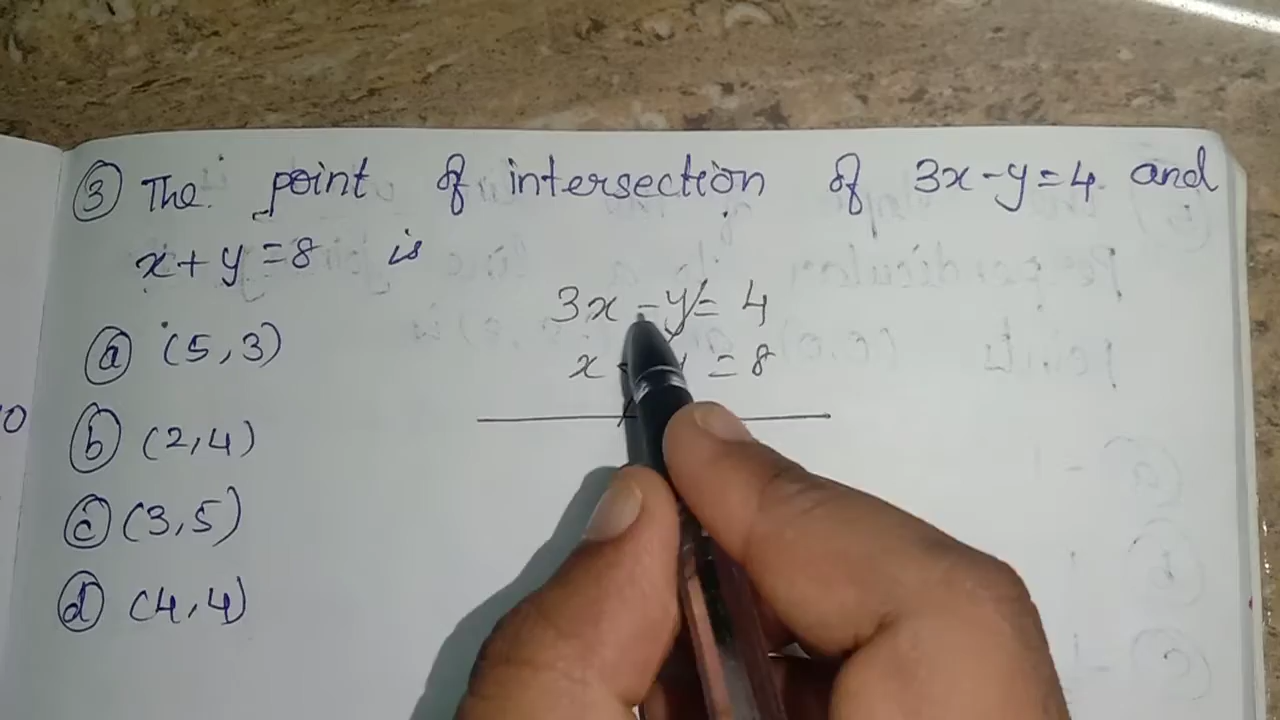 ③ The point of intersection of 3x-y=4 and
x+y=8 is
ⓐ (5,3)
ⓑ (2,4)
ⓒ (3,5)
ⓓ (4,4)
3x-y=4
x =8